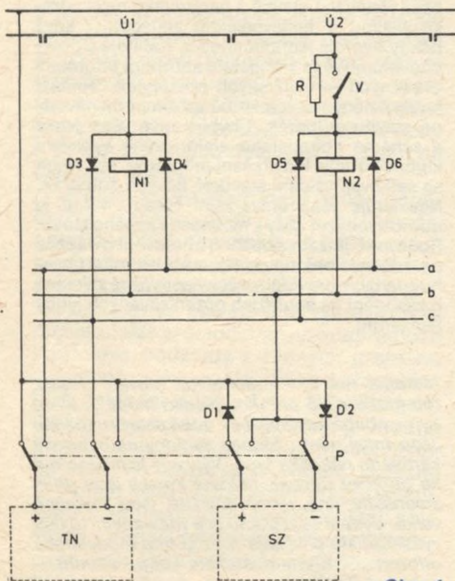 Ú1 Ú2
R V
D3 D4 D5 D6
N1 N2
a
b
c
D1 D2
P
+ - + -
TN SZ